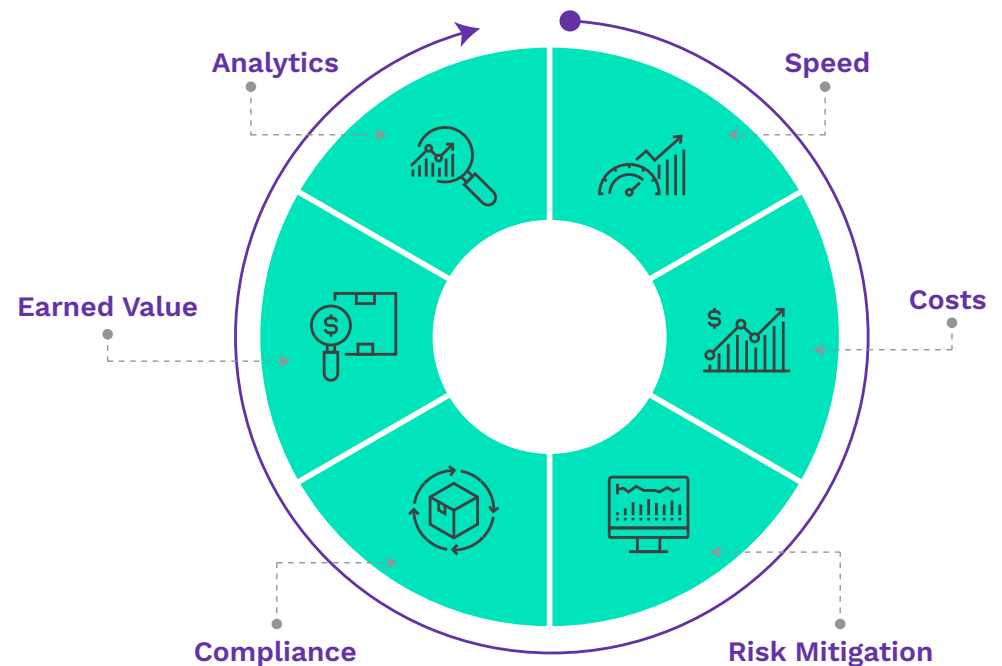 Analytics
Speed
Earned Value
Costs
$
$
Compliance
Risk Mitigation